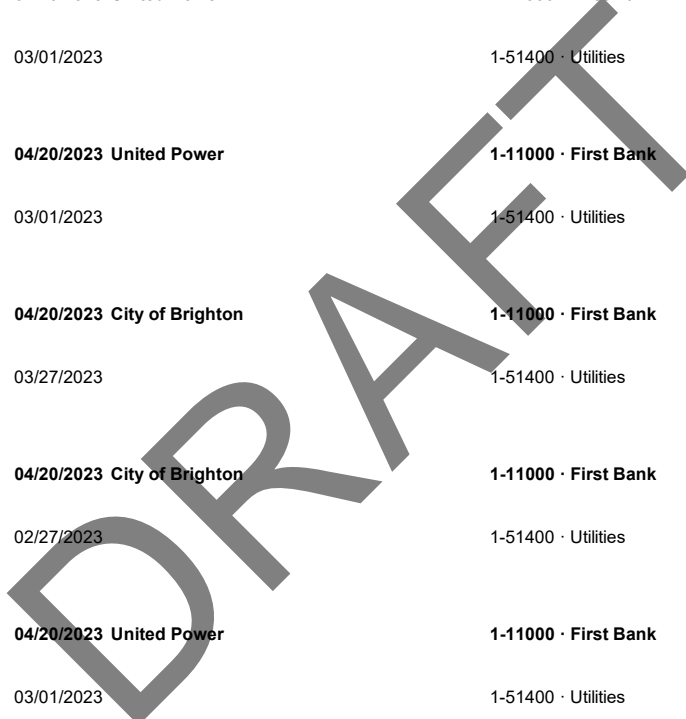 03/01/2023 1-51400 · Utilities
04/20/2023 United Power 1-11000 · First Bank
03/01/2023 1-51400 · Utilities
04/20/2023 City of Brighton 1-11000 · First Bank
03/27/2023 1-51400 · Utilities
04/20/2023 City of Brighton 1-11000 · First Bank
02/27/2023 1-51400 · Utilities
04/20/2023 United Power 1-11000 · First Bank
03/01/2023 1-51400 · Utilities
DRAFT